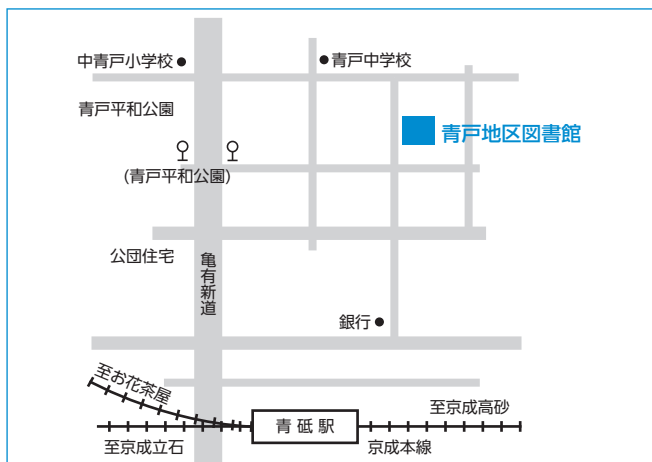 中青戸小学校
青戸中学校
青戸平和公園
青戸地区図書館
(青戸平和公園)
公団住宅
亀有新道
銀行
至お花茶屋
至京成高砂
青砥駅
至京成立石
京成本線